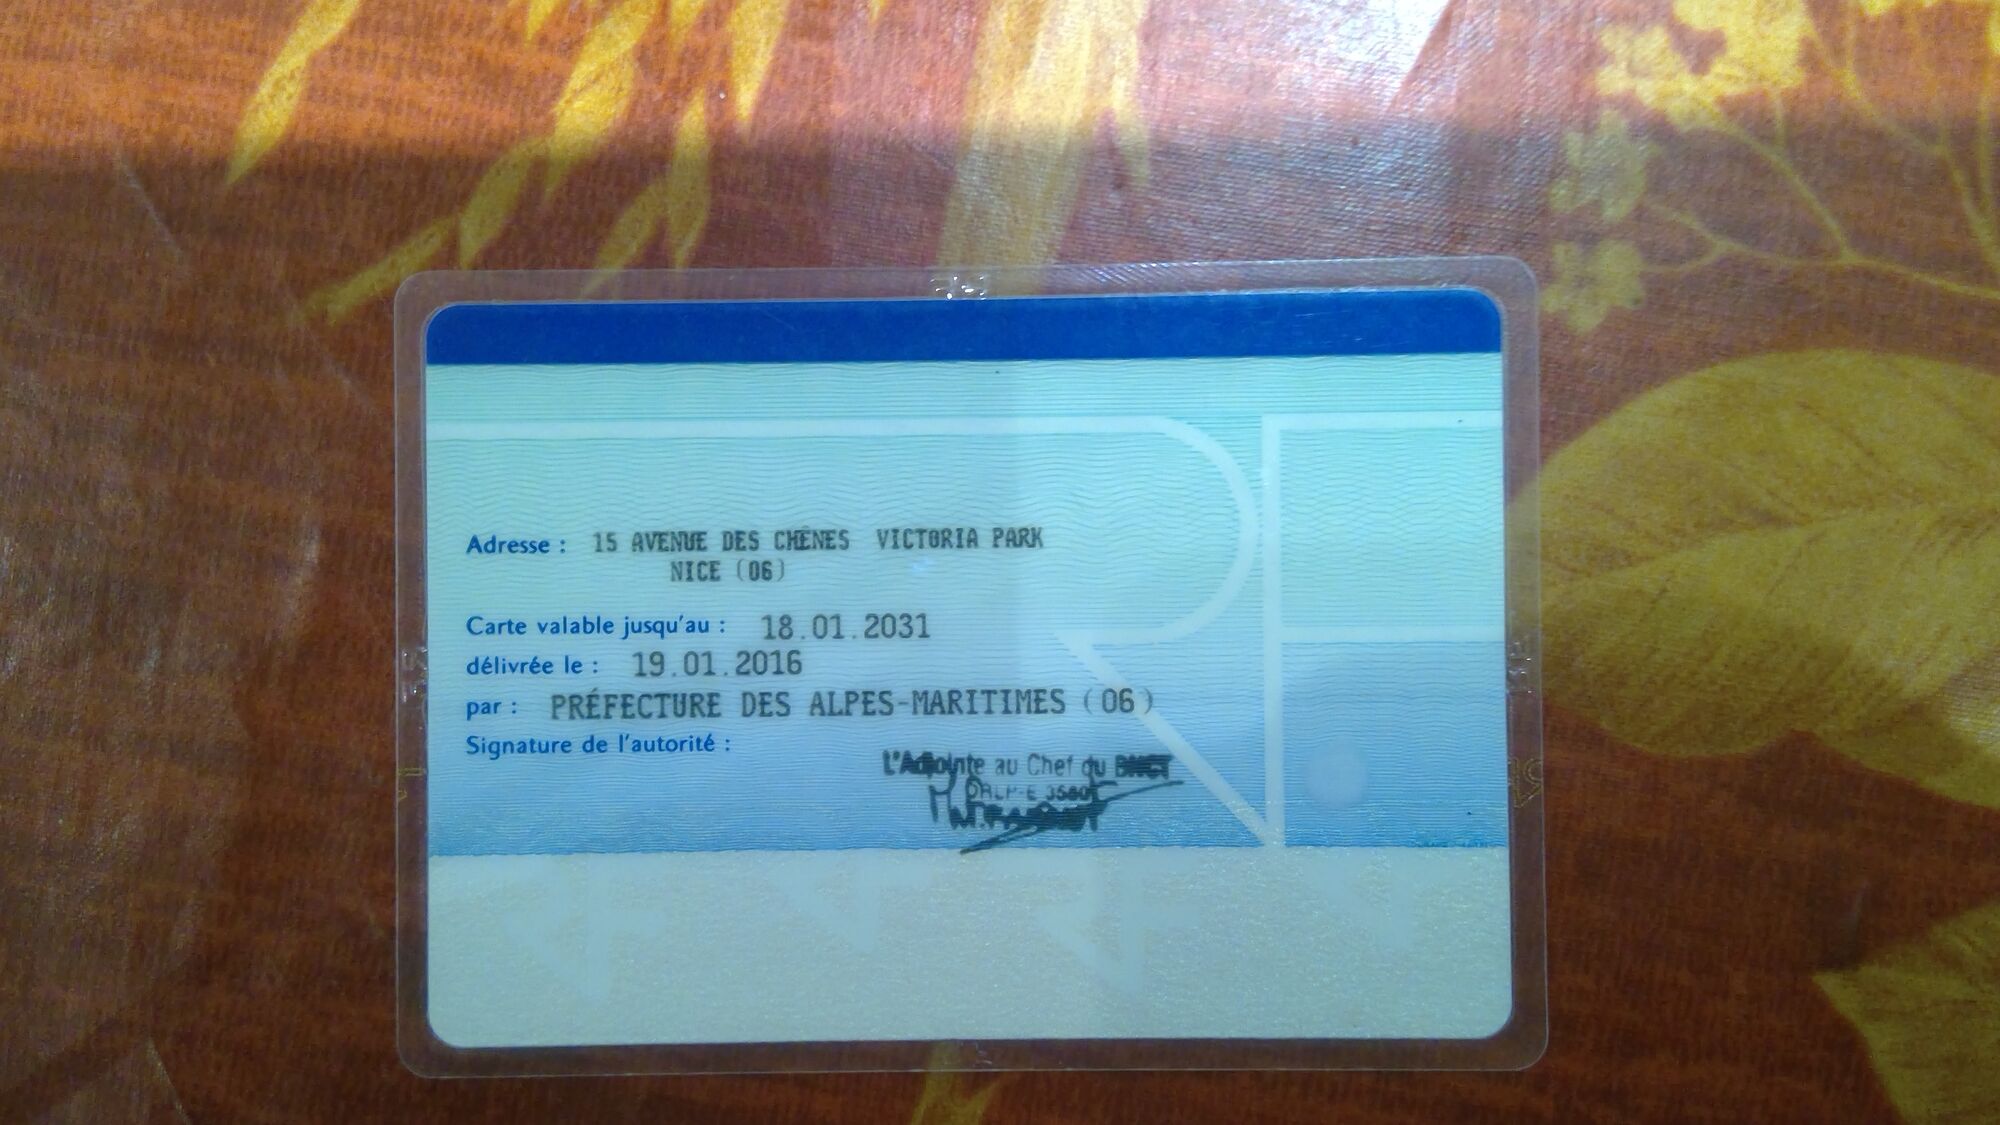 Adresse : 15 AVENUE DES CHÊNES VICTORIA PARK
NICE (06)
Carte valable jusqu'au : 18.01.2031
délivrée le : 19.01.2016
par : PRÉFECTURE DES ALPES-MARITIMES (06)
Signature de l'autorité :
L'Adjointe au Chef du
RF